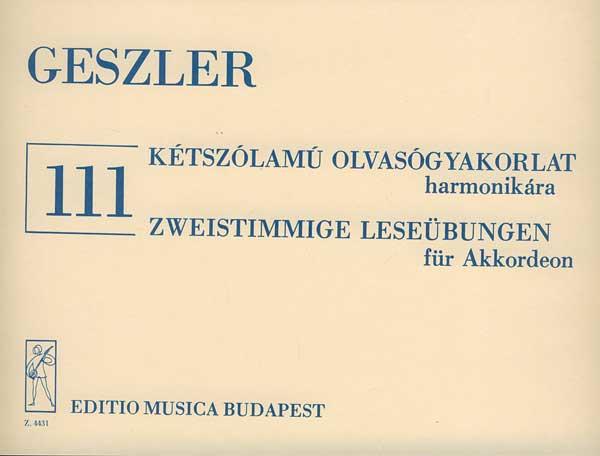 GESZLER
111
KÉTSZÓLAMÚ OLVASÓGYAKORLAT
harmonikára
ZWEISTIMMIGE LESEÜBUNGEN
für Akkordeon
EDITIO MUSICA BUDAPEST
Z. 4431